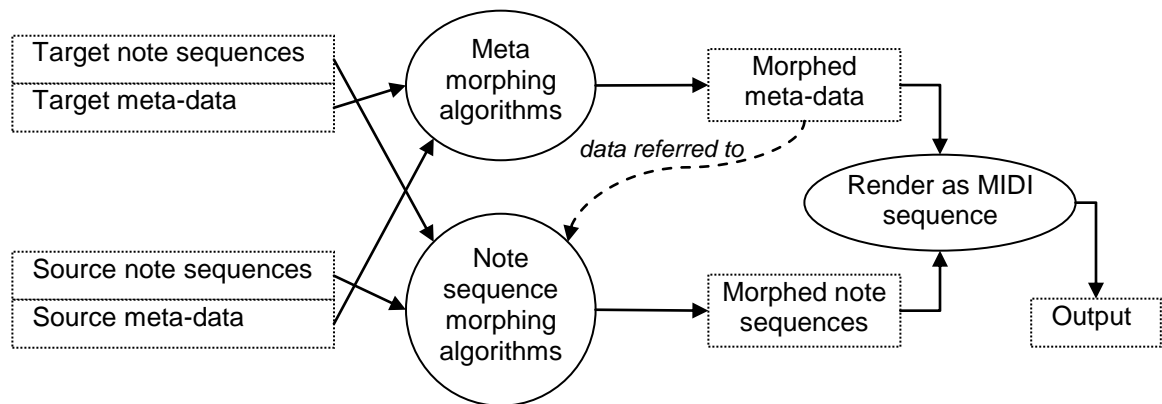 Target note sequences
Target meta-data
Meta
morphing
algorithms
Morphed
meta-data
data referred to
Render as MIDI
sequence
Source note sequences
Source meta-data
Note
sequence
morphing
algorithms
Morphed note
sequences
Output